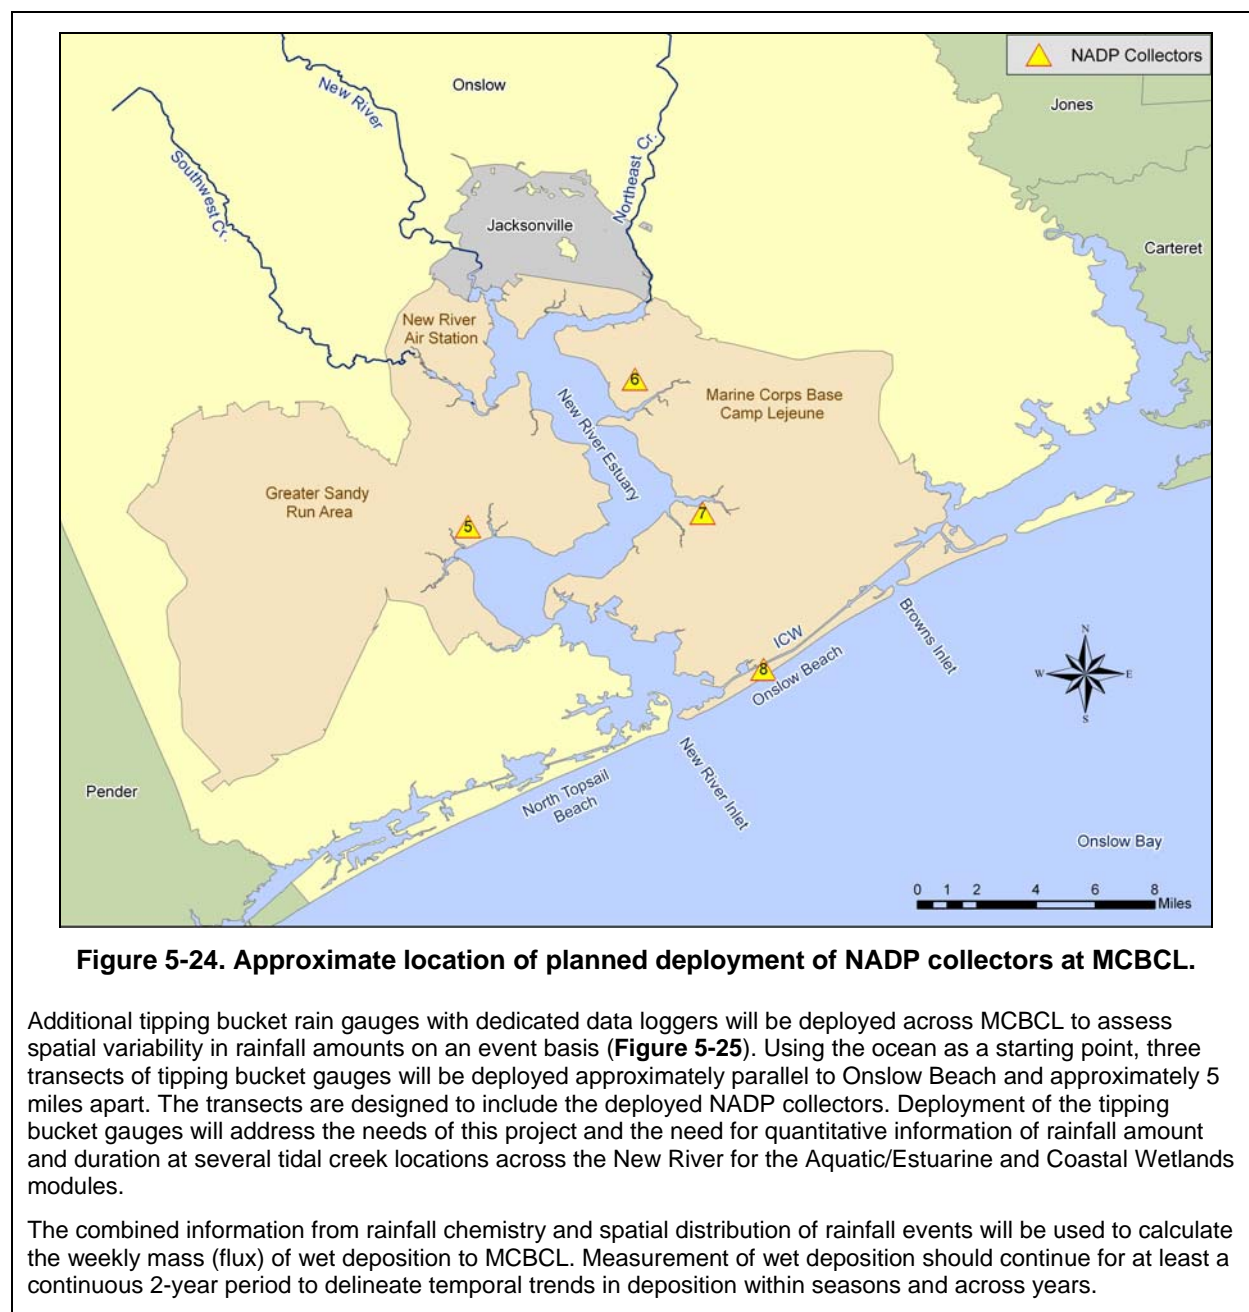 NADP Collectors
Onslow
Jones
New River
Southwest Cr.
Northeast Cr.
Jacksonville
Carteret
New River
Air Station
6
Marine Corps Base
Camp Lejeune
New River Estuary
Greater Sandy
Run Area
5
7
ICW
8
Onslow Beach
Browns Inlet
N
W
E
S
New River Inlet
North Topsail
Beach
Pender
Onslow Bay
0 1 2 4 6 8
Miles
Figure 5-24. Approximate location of planned deployment of NADP collectors at MCBCL.
Additional tipping bucket rain gauges with dedicated data loggers will be deployed across MCBCL to assess
spatial variability in rainfall amounts on an event basis (Figure 5-25). Using the ocean as a starting point, three
transects of tipping bucket gauges will be deployed approximately parallel to Onslow Beach and approximately 5
miles apart. The transects are designed to include the deployed NADP collectors. Deployment of the tipping
bucket gauges will address the needs of this project and the need for quantitative information of rainfall amount
and duration at several tidal creek locations across the New River for the Aquatic/Estuarine and Coastal Wetlands
modules.
The combined information from rainfall chemistry and spatial distribution of rainfall events will be used to calculate
the weekly mass (flux) of wet deposition to MCBCL. Measurement of wet deposition should continue for at least a
continuous 2-year period to delineate temporal trends in deposition within seasons and across years.